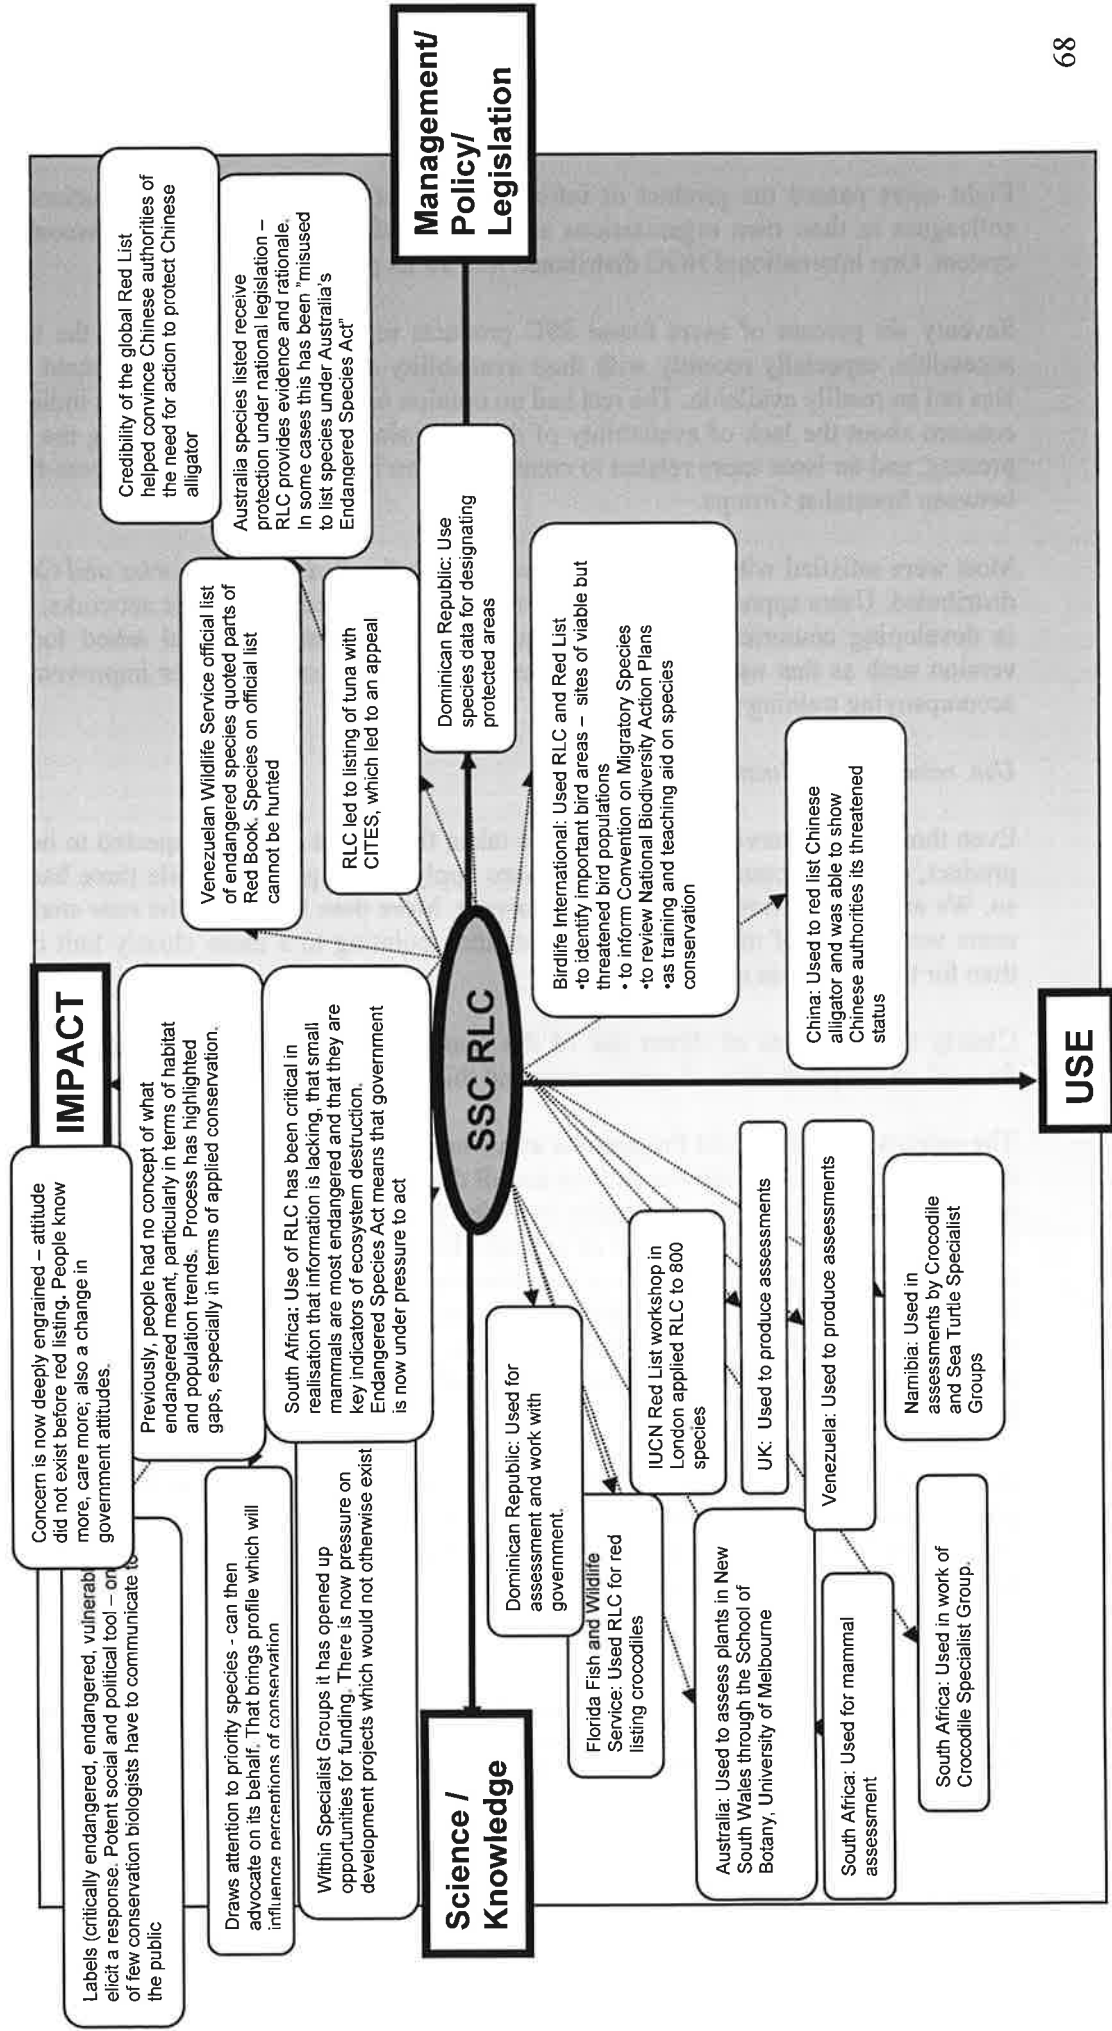 IMPACT
Concern is now deeply engrained – attitude
did not exist before red listing. People know
more, care more; also a change in
government attitudes.
Labels (critically endangered, endangered, vulnerabl
elicit a response. Potent social and political tool – on
of few conservation biologists have to communicate to
the public
Previously, people had no concept of what
endangered meant, particularly in terms of habitat
and population trends. Process has highlighted
gaps, especially in terms of applied conservation.
Draws attention to priority species - can then
advocate on its behalf. That brings profile which will
influence perceptions of conservation
South Africa: Use of RLC has been critical in
realisation that information is lacking, that small
mammals are most endangered and that they are
key indicators of ecosystem destruction.
Endangered Species Act means that government
is now under pressure to act
Within Specialist Groups it has opened up
opportunities for funding. There is now pressure on
development projects which would not otherwise exist
Credibility of the global Red List
helped convince Chinese authorities of
the need for action to protect Chinese
alligator
Australia species listed receive
protection under national legislation –
RLC provides evidence and rationale.
In some cases this has been "misused
to list species under Australia's
Endangered Species Act"
Venezuelan Wildlife Service official list
of endangered species quoted parts of
Red Book. Species on official list
cannot be hunted
RLC led to listing of tuna with
CITES, which led to an appeal
Science /
Knowledge
SSC RLC
Management/
Policy/
Legislation
Dominican Republic: Use
species data for designating
protected areas
Dominican Republic: Used for
assessment and work with
government.
Florida Fish and Wildlife
Service: Used RLC for red
listing crocodiles
IUCN Red List workshop in
London applied RLC to 800
species
Birdlife International: Used RLC and Red List
•to identify important bird areas – sites of viable but
threatened bird populations
• to inform Convention on Migratory Species
•to review National Biodiversity Action Plans
•as training and teaching aid on species
conservation
Australia: Used to assess plants in New
South Wales through the School of
Botany, University of Melbourne
UK: Used to produce assessments
Venezuela: Used to produce assessments
China: Used to red list Chinese
alligator and was able to show
Chinese authorities its threatened
status
South Africa: Used for mammal
assessment
Namibia: Used in
assessments by Crocodile
and Sea Turtle Specialist
Groups
South Africa: Used in work of
Crocodile Specialist Group.
USE
68